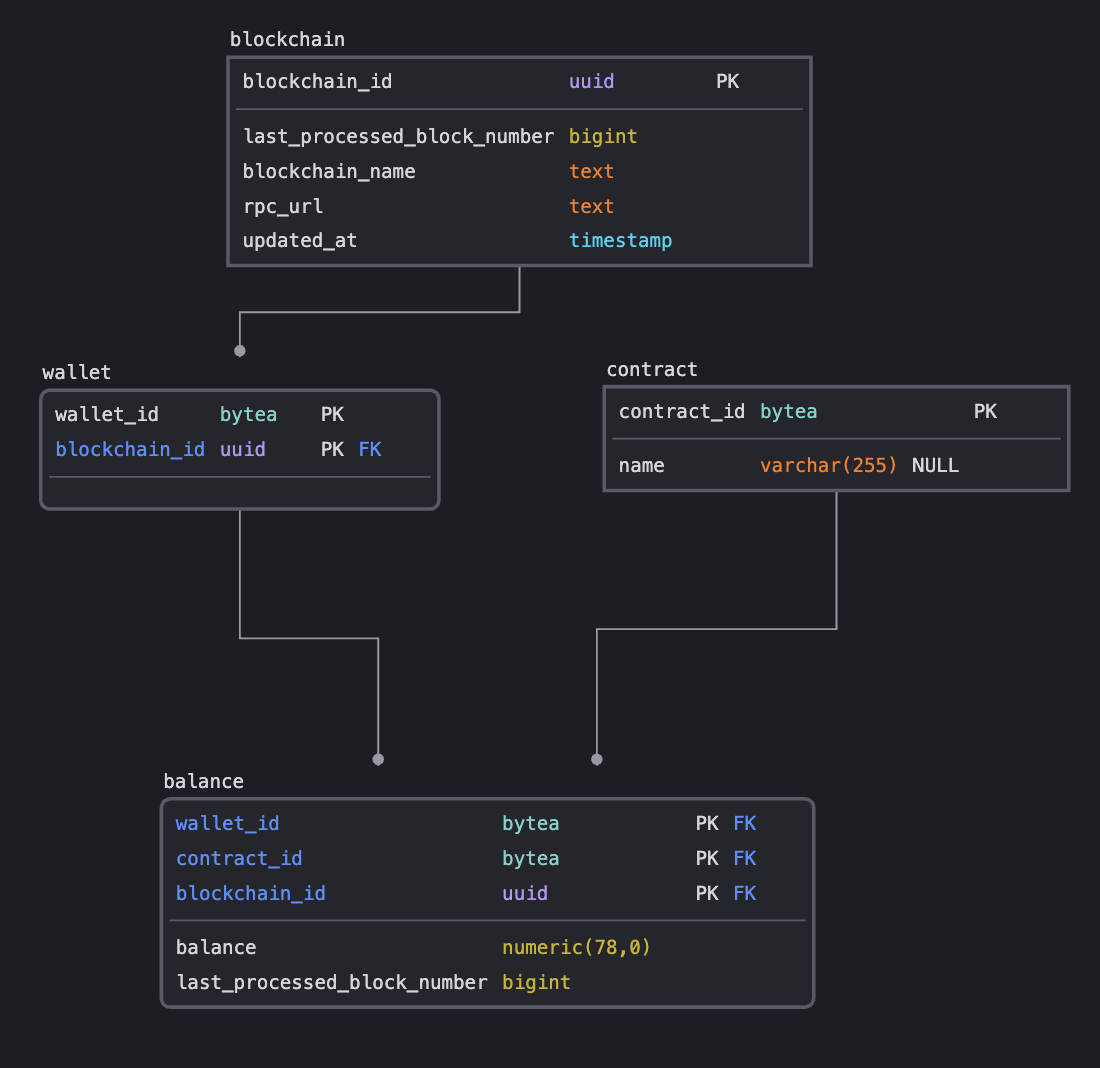 blockchain
blockchain_id uuid PK
last_processed_block_number bigint
blockchain_name text
rpc_url text
updated_at timestamp
wallet
wallet_id bytea PK
blockchain_id uuid PK FK
contract
contract_id bytea PK
name varchar(255) NULL
balance
wallet_id bytea PK FK
contract_id bytea PK FK
blockchain_id uuid PK FK
balance numeric(78,0)
last_processed_block_number bigint